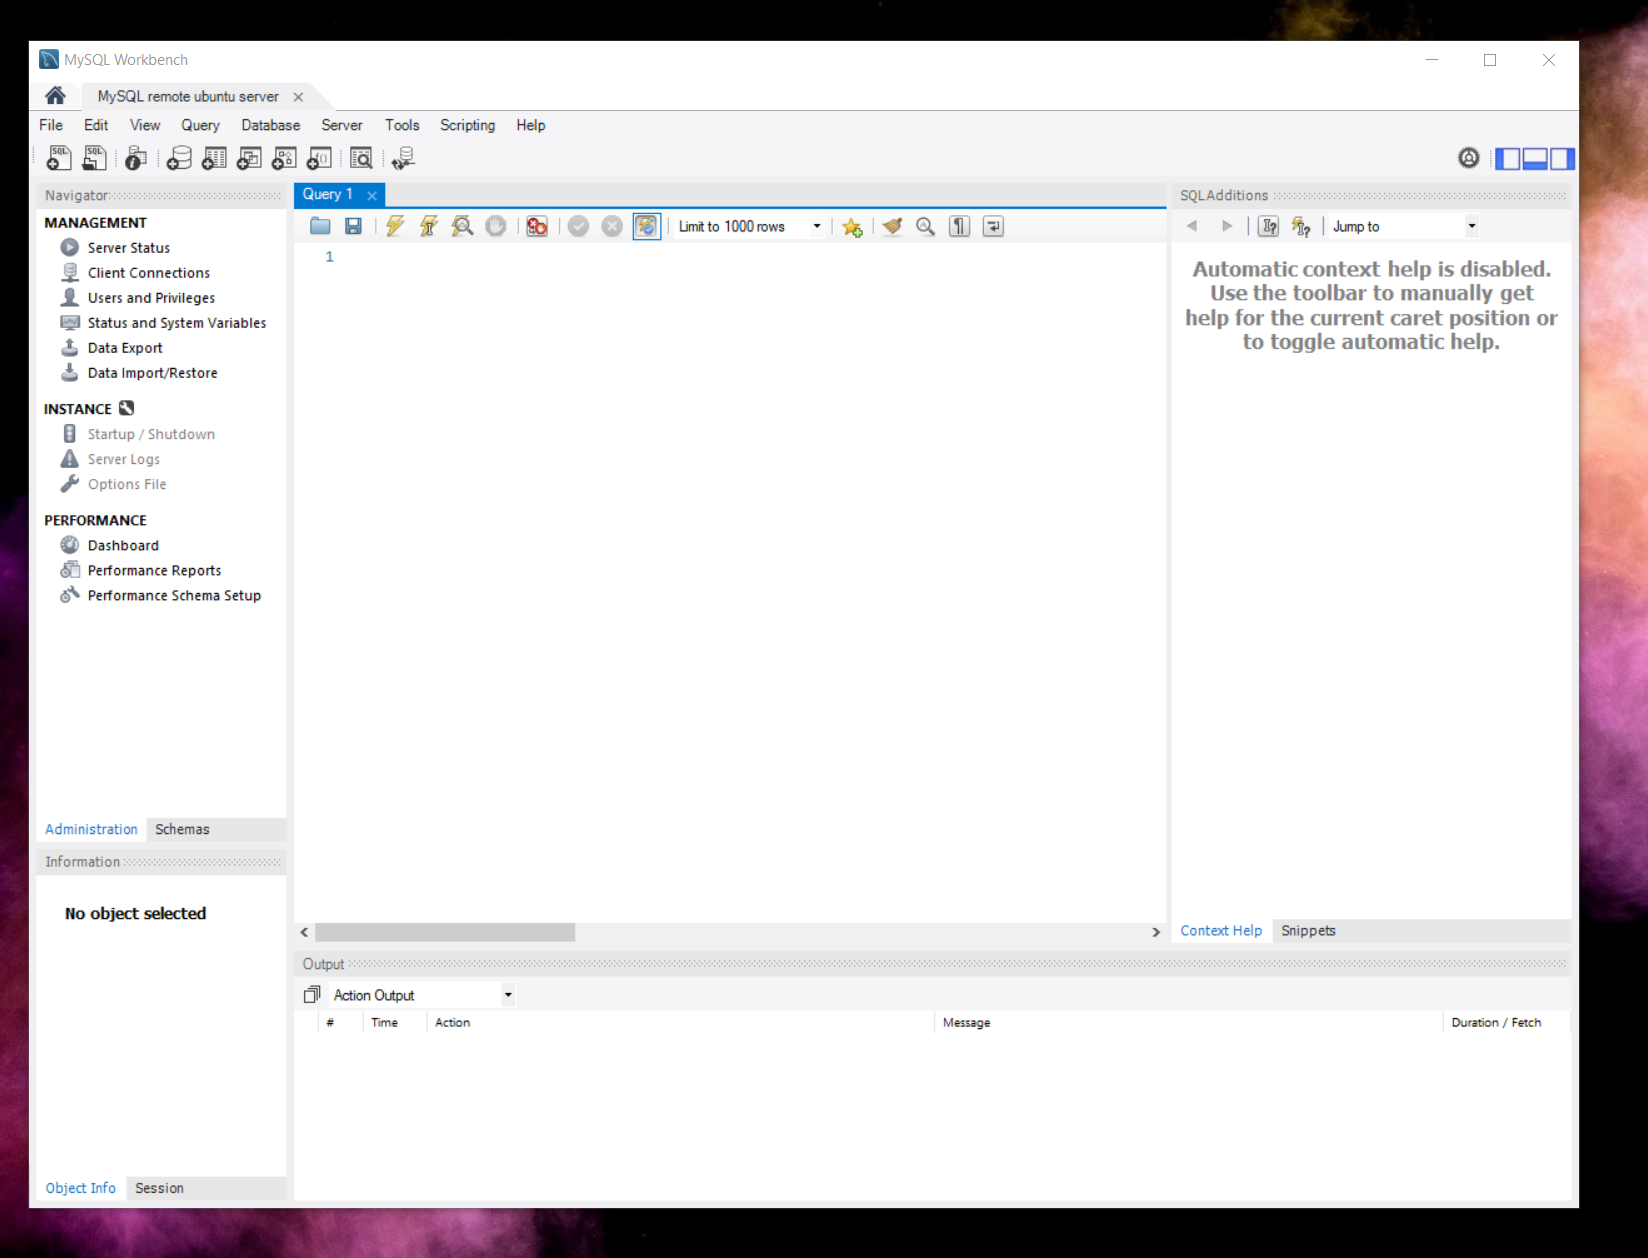 MySQL Workbench
MySQL remote ubuntu server
File Edit View Query Database Server Tools Scripting Help
Navigator
MANAGEMENT
Server Status
Client Connections
Users and Privileges
Status and System Variables
Data Export
Data Import/Restore
INSTANCE
Startup / Shutdown
Server Logs
Options File
PERFORMANCE
Dashboard
Performance Reports
Performance Schema Setup
Administration Schemas
Information
No object selected
Object Info Session
Query 1
Limit to 1000 rows
1
SQLAdditions
Jump to
Automatic context help is disabled.
Use the toolbar to manually get
help for the current caret position or
to toggle automatic help.
Context Help Snippets
Output
Action Output
# Time Action Message Duration / Fetch